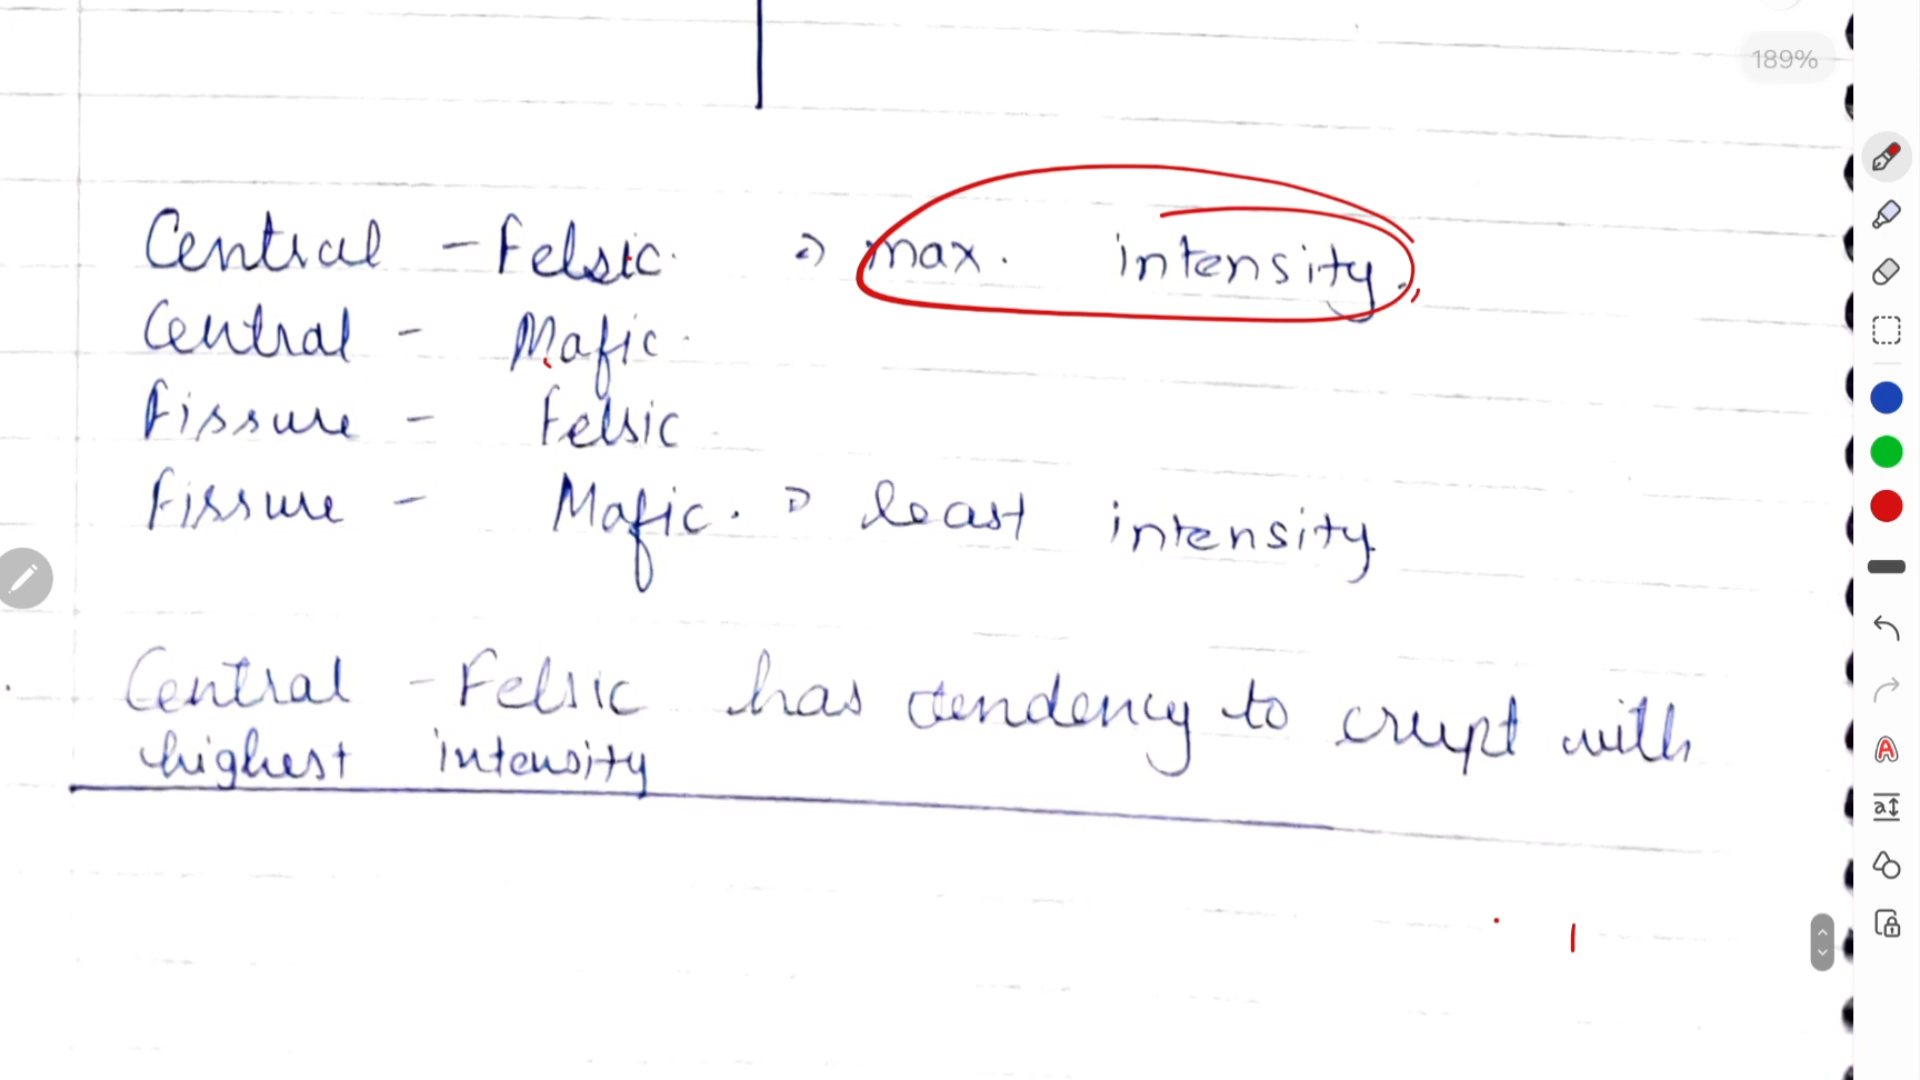 189%
Central - Felsic. → max. intensity.
Central - Mafic.
Fissure - Felsic
Fissure - Mafic. → least intensity
Central - Felsic has tendency to erupt with
highest intensity